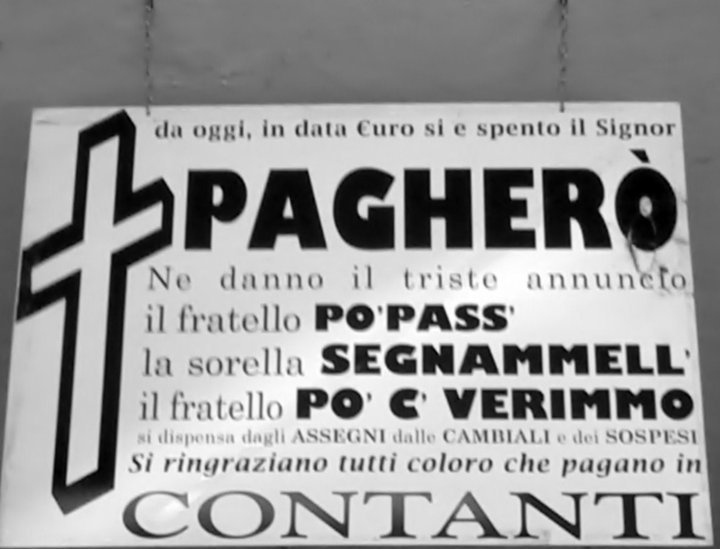 da oggi, in data €uro si e spento il Signor
PAGHERÒ
Ne danno il triste annuncio
il fratello PO'PASS'
la sorella SEGNAMMELL'
il fratello PO' C' VERIMMO
si dispensa dagli ASSEGNI dalle CAMBIALI e dei SOSPESI
Si ringraziano tutti coloro che pagano in
CONTANTI